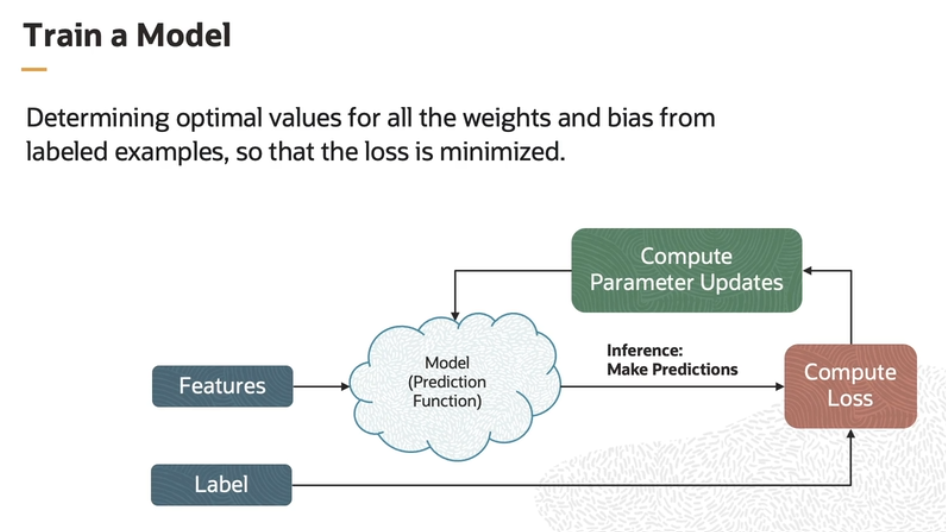 Train a Model
Determining optimal values for all the weights and bias from
labeled examples, so that the loss is minimized.
Compute
Parameter Updates
Inference:
Make Predictions
Model
(Prediction
Function)
Features
Compute
Loss
Label